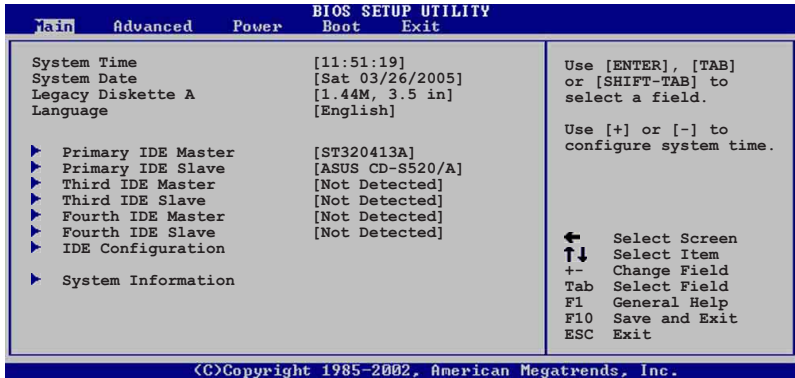 BIOS SETUP UTILITY
Main Advanced Power Boot Exit
System Time [11:51:19]
System Date [Sat 03/26/2005]
Legacy Diskette A [1.44M, 3.5 in]
Language [English]
Primary IDE Master [ST320413A]
Primary IDE Slave [ASUS CD-S520/A]
Third IDE Master [Not Detected]
Third IDE Slave [Not Detected]
Fourth IDE Master [Not Detected]
Fourth IDE Slave [Not Detected]
IDE Configuration
System Information
Use [ENTER], [TAB]
or [SHIFT-TAB] to
select a field.
Use [+] or [-] to
configure system time.
← Select Screen
↑↓ Select Item
+- Change Field
Tab Select Field
F1 General Help
F10 Save and Exit
ESC Exit
(C)Copyright 1985-2002, American Megatrends, Inc.